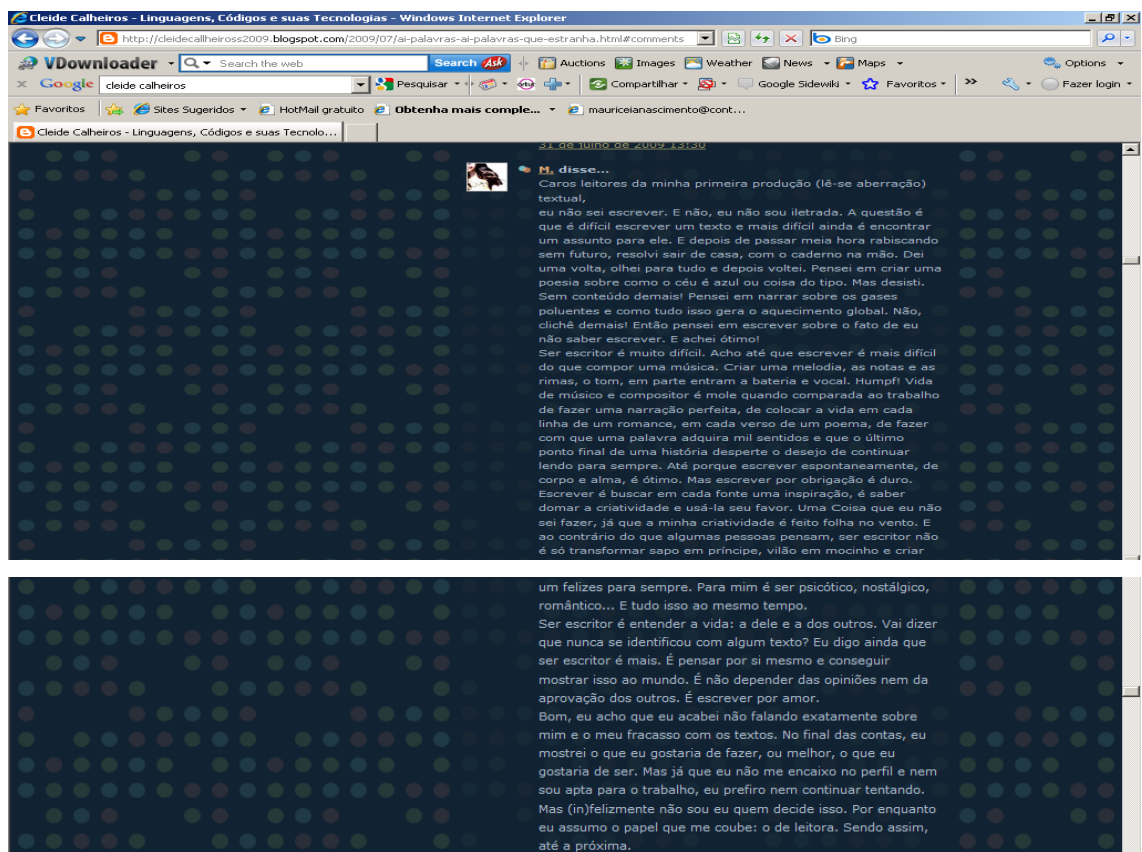 Cleide Calheiros - Linguagens, Códigos e suas Tecnologias - Windows Internet Explorer
http://cleidecallheiross2009.blogspot.com/2009/07/ai-palavras-ai-palavras-que-estranha.html#comments Bing
VDownloader Search the web Search Ask Auctions Images Weather News Maps Options
Google cleide calheiros Pesquisar Compartilhar Google Sidewiki Favoritos Fazer login
Favoritos Sites Sugeridos HotMail gratuito Obtenha mais comple... mauriceianascimento@cont...
Cleide Calheiros - Linguagens, Códigos e suas Tecnolo...
31 de julho de 2009 13:30
M. disse...
Caros leitores da minha primeira produção (lê-se aberração)
textual,
eu não sei escrever. E não, eu não sou iletrada. A questão é
que é difícil escrever um texto e mais difícil ainda é encontrar
um assunto para ele. E depois de passar meia hora rabiscando
sem futuro, resolvi sair de casa, com o caderno na mão. Dei
uma volta, olhei para tudo e depois voltei. Pensei em criar uma
poesia sobre como o céu é azul ou coisa do tipo. Mas desisti.
Sem conteúdo demais! Pensei em narrar sobre os gases
poluentes e como tudo isso gera o aquecimento global. Não,
clichê demais! Então pensei em escrever sobre o fato de eu
não saber escrever. E achei ótimo!
Ser escritor é muito difícil. Acho até que escrever é mais difícil
do que compor uma música. Criar uma melodia, as notas e as
rimas, o tom, em parte entram a bateria e vocal. Humpf! Vida
de músico e compositor é mole quando comparada ao trabalho
de fazer uma narração perfeita, de colocar a vida em cada
linha de um romance, em cada verso de um poema, de fazer
com que uma palavra adquira mil sentidos e que o último
ponto final de uma história desperte o desejo de continuar
lendo para sempre. Até porque escrever espontaneamente, de
corpo e alma, é ótimo. Mas escrever por obrigação é duro.
Escrever é buscar em cada fonte uma inspiração, é saber
domar a criatividade e usá-la seu favor. Uma Coisa que eu não
sei fazer, já que a minha criatividade é feito folha no vento. E
ao contrário do que algumas pessoas pensam, ser escritor não
é só transformar sapo em príncipe, vilão em mocinho e criar
um felizes para sempre. Para mim é ser psicótico, nostálgico,
romântico... E tudo isso ao mesmo tempo.
Ser escritor é entender a vida: a dele e a dos outros. Vai dizer
que nunca se identificou com algum texto? Eu digo ainda que
ser escritor é mais. É pensar por si mesmo e conseguir
mostrar isso ao mundo. É não depender das opiniões nem da
aprovação dos outros. É escrever por amor.
Bom, eu acho que eu acabei não falando exatamente sobre
mim e o meu fracasso com os textos. No final das contas, eu
mostrei o que eu gostaria de fazer, ou melhor, o que eu
gostaria de ser. Mas já que eu não me encaixo no perfil e nem
sou apta para o trabalho, eu prefiro nem continuar tentando.
Mas (in)felizmente não sou eu quem decide isso. Por enquanto
eu assumo o papel que me coube: o de leitora. Sendo assim,
até a próxima.